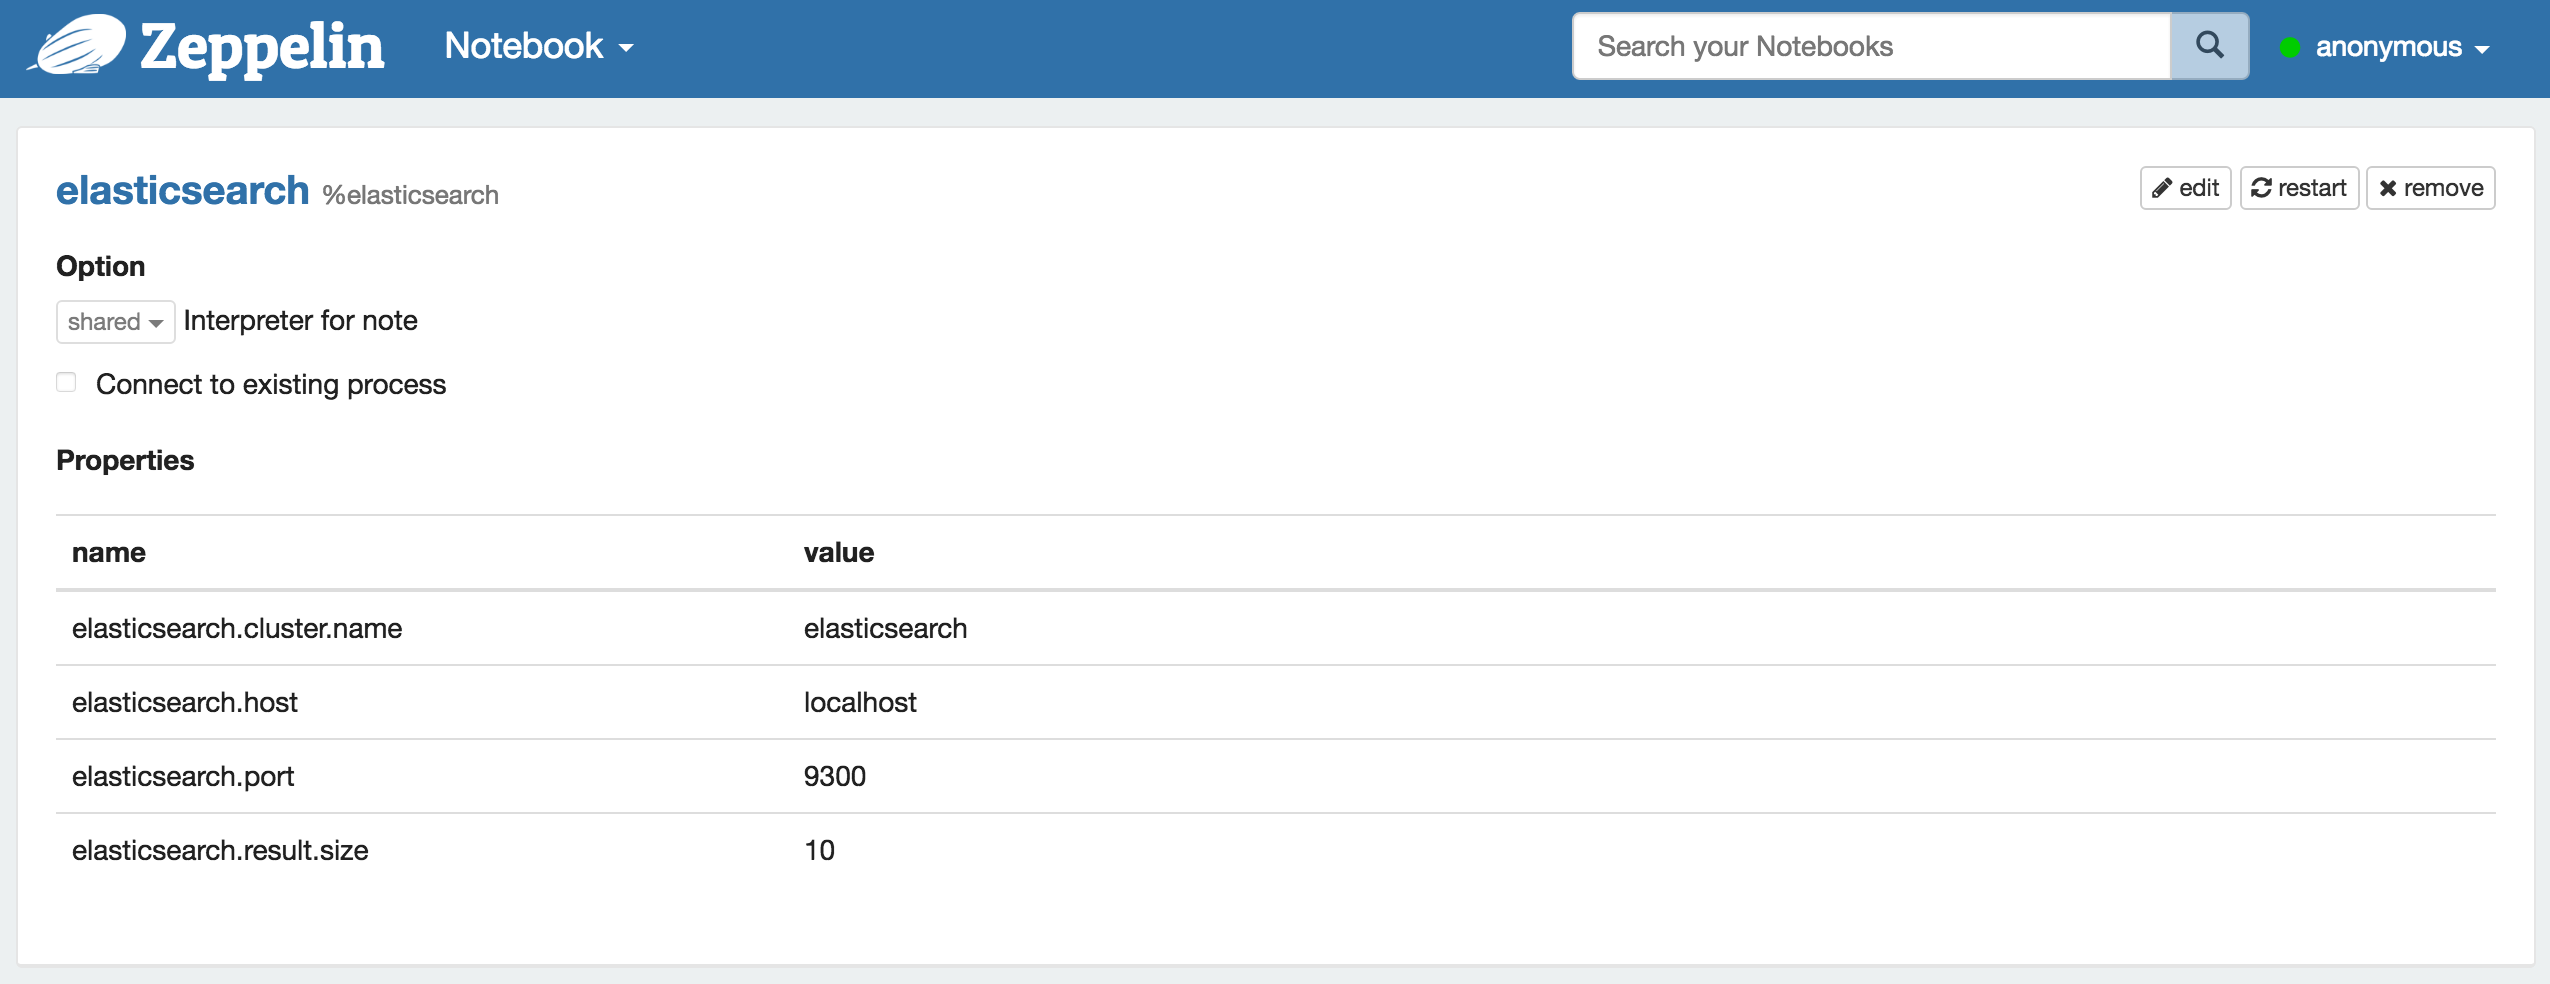 Zeppelin Notebook Search your Notebooks anonymous
elasticsearch %elasticsearch edit restart remove
Option
shared Interpreter for note
Connect to existing process
Properties
name value
elasticsearch.cluster.name elasticsearch
elasticsearch.host localhost
elasticsearch.port 9300
elasticsearch.result.size 10